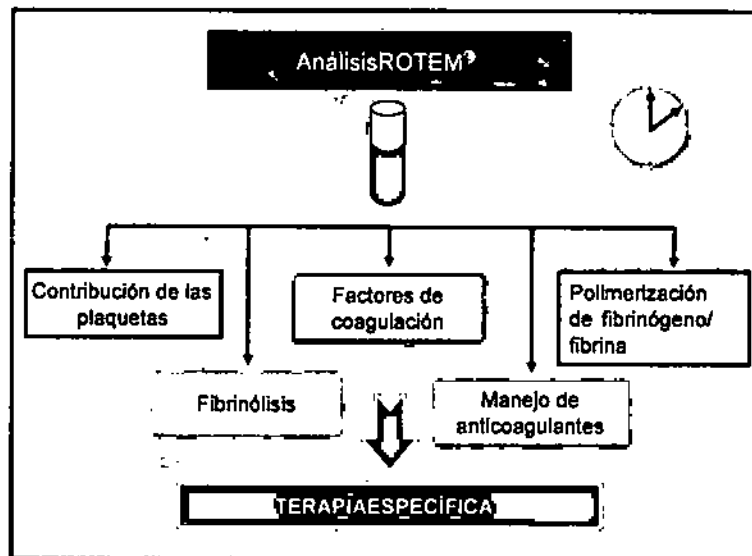 AnálisisROTEM®
Contribución de las
plaquetas
Factores de
coagulación
Polimerización
de fibrinógeno/
fibrina
Fibrinólisis
Manejo de
anticoagulantes
TERAPIAESPECÍFICA